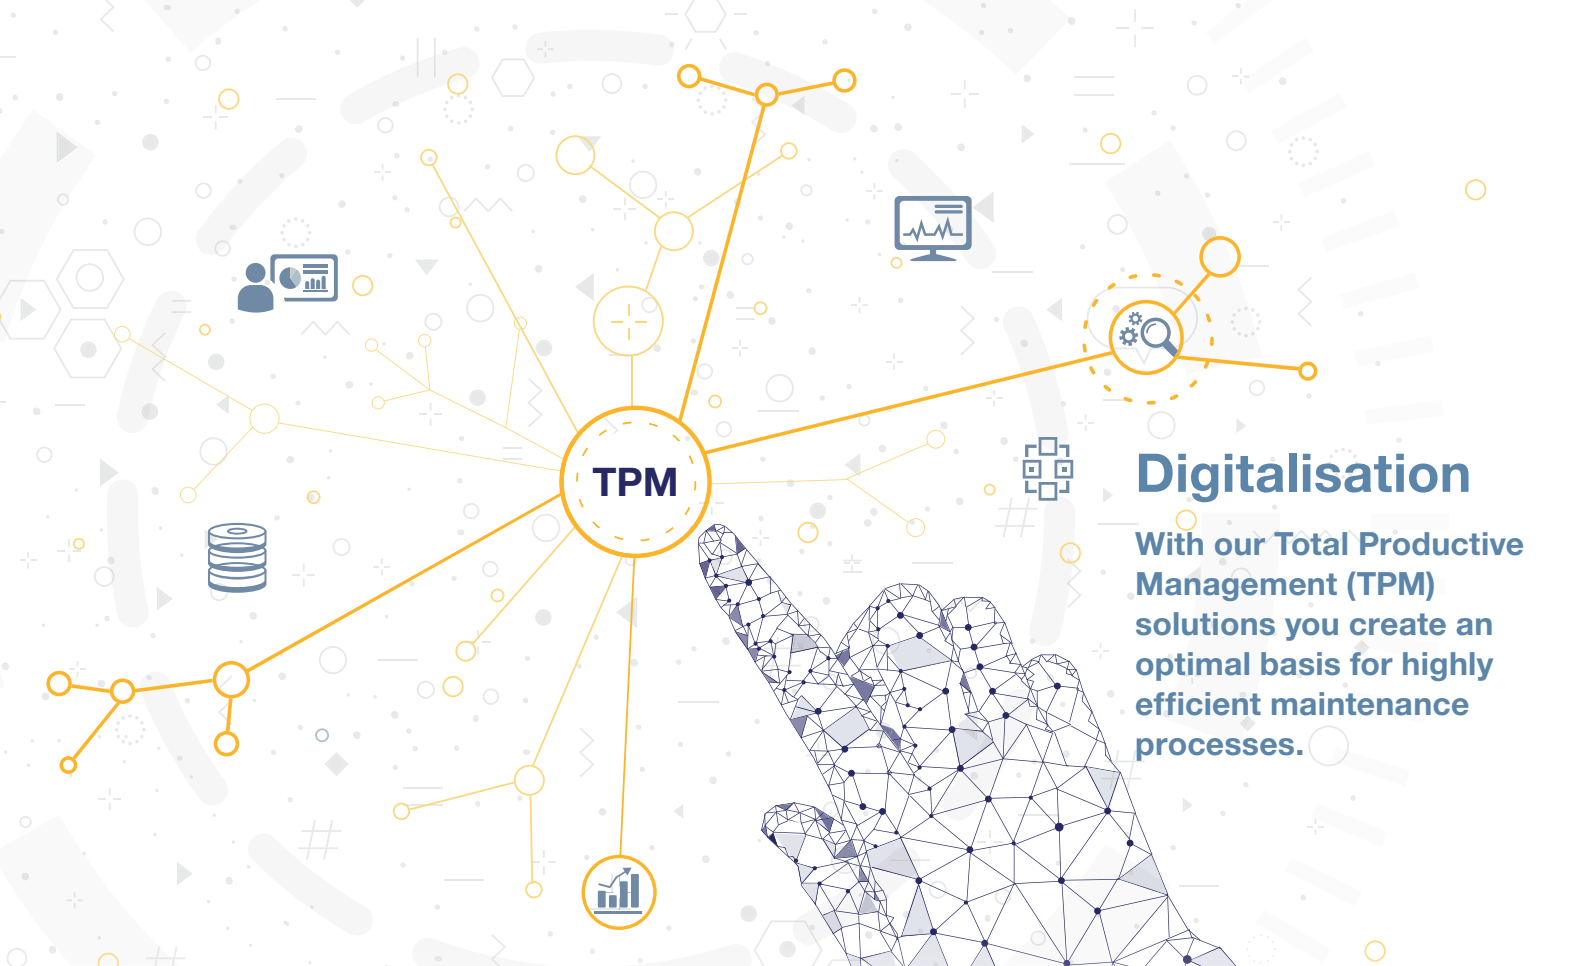 TPM
Digitalisation
With our Total Productive
Management (TPM)
solutions you create an
optimal basis for highly
efficient maintenance
processes.